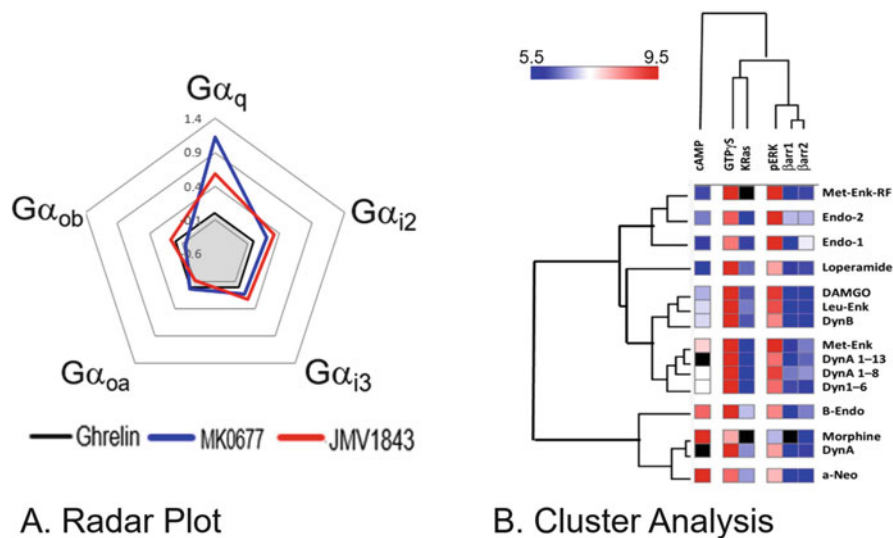 Gαq
1.4
0.9
0.4
-0.1
-0.6
Gαob
Gαi2
Gαoa
Gαi3
Ghrelin
MK0677
JMV1843
A. Radar Plot
5.5
9.5
cAMP
GTPγS
KRas
pERK
βarr1
βarr2
Met-Enk-RF
Endo-2
Endo-1
Loperamide
DAMGO
Leu-Enk
DynB
Met-Enk
DynA 1–13
DynA 1–8
Dyn1–6
B-Endo
Morphine
DynA
a-Neo
B. Cluster Analysis